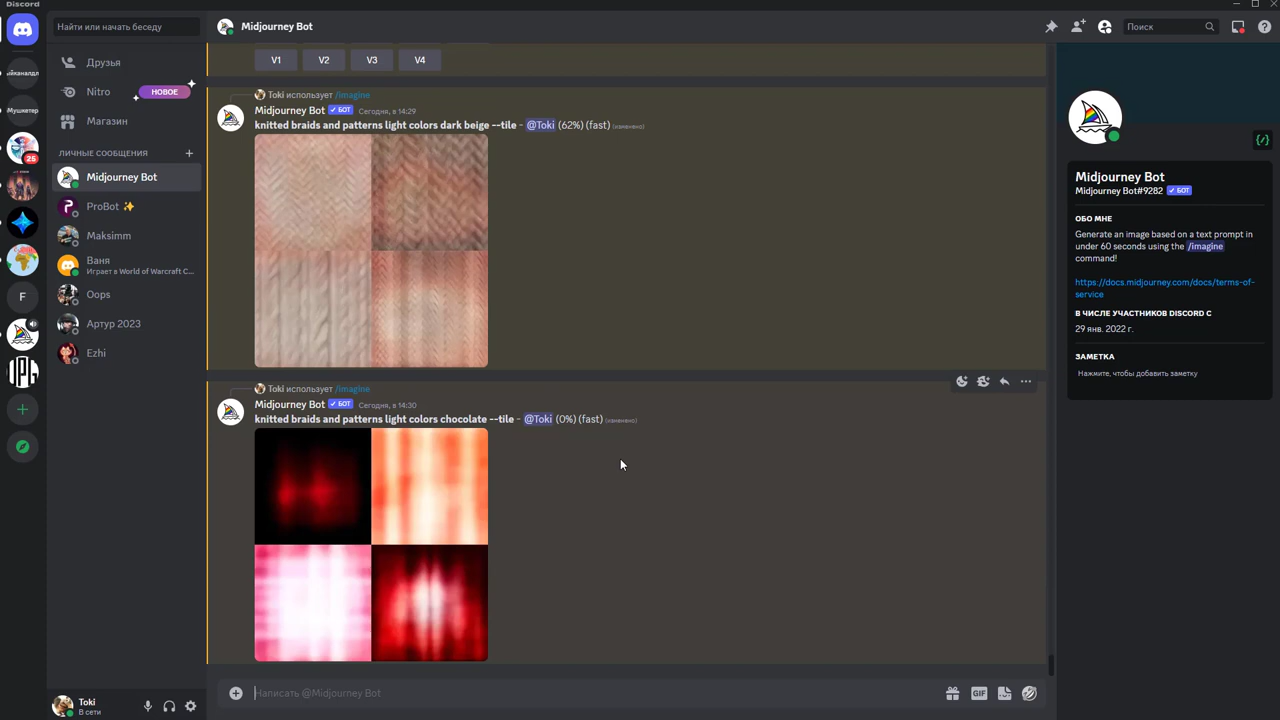 Discord
Найти или начать беседу
Midjourney Bot
Поиск
ыйканалдл
Мушкетер
25
F
Друзья
Nitro
НОВОЕ
Магазин
ЛИЧНЫЕ СООБЩЕНИЯ
Midjourney Bot
ProBot ✨
Maksimm
Ваня
Играет в World of Warcraft C...
Oops
Артур 2023
Ezhi
Toki
В сети
V1 V2 V3 V4
Toki использует /imagine
Midjourney Bot ✓ БОТ Сегодня, в 14:29
knitted braids and patterns light colors dark beige --tile - @Toki (62%) (fast) (изменено)
Toki использует /imagine
Midjourney Bot ✓ БОТ Сегодня, в 14:30
knitted braids and patterns light colors chocolate --tile - @Toki (0%) (fast) (изменено)
Написать @Midjourney Bot
GIF
Midjourney Bot
Midjourney Bot#9282 ✓ БОТ
ОБО МНЕ
Generate an image based on a text prompt in
under 60 seconds using the /imagine
command!
https://docs.midjourney.com/docs/terms-of-
service
В ЧИСЛЕ УЧАСТНИКОВ DISCORD С
29 янв. 2022 г.
ЗАМЕТКА
Нажмите, чтобы добавить заметку